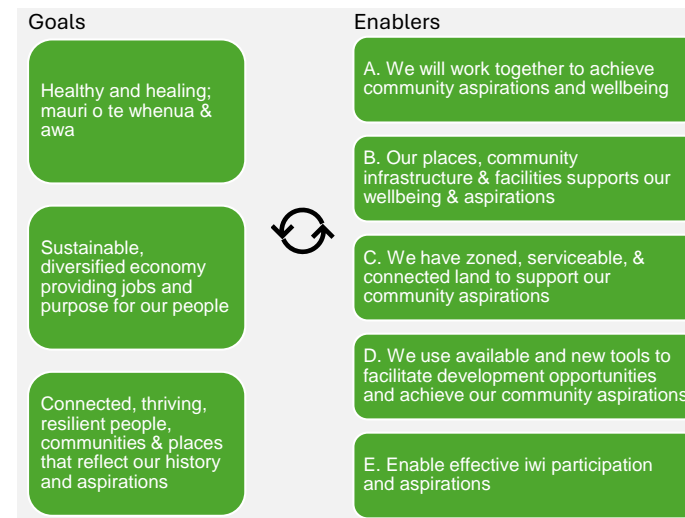 Goals
Healthy and healing;
mauri o te whenua &
awa
Sustainable,
diversified economy
providing jobs and
purpose for our people
Connected, thriving,
resilient people,
communities & places
that reflect our history
and aspirations
Enablers
A. We will work together to achieve
community aspirations and wellbeing
B. Our places, community
infrastructure & facilities supports our
wellbeing & aspirations
C. We have zoned, serviceable, &
connected land to support our
community aspirations
D. We use available and new tools to
facilitate development opportunities
and achieve our community aspirations
E. Enable effective iwi participation
and aspirations